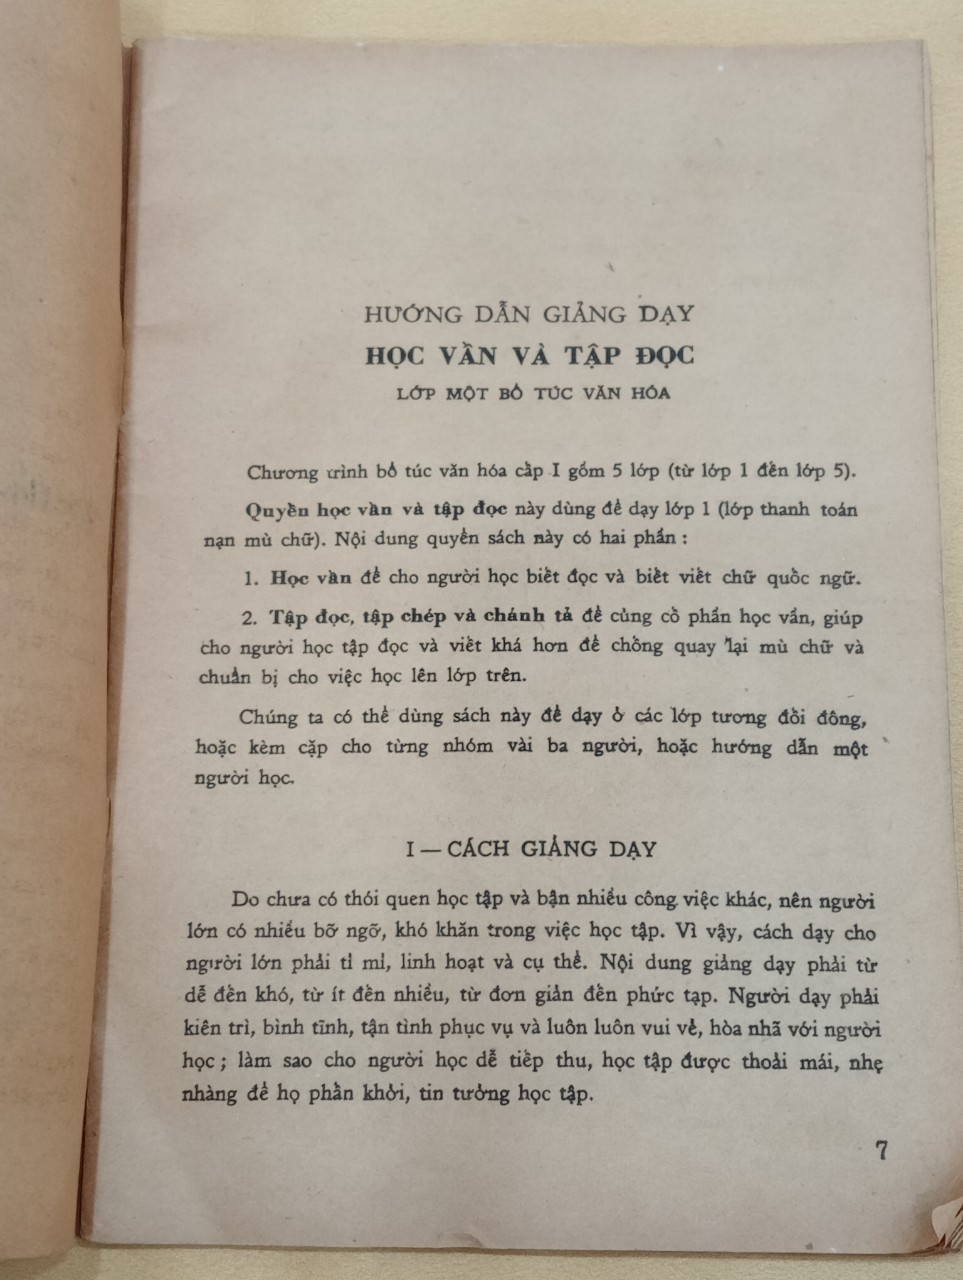 HƯỚNG DẪN GIẢNG DẠY
HỌC VẦN VÀ TẬP ĐỌC
LỚP MỘT BỔ TÚC VĂN HÓA
Chương trình bổ túc văn hóa cấp I gồm 5 lớp (từ lớp 1 đến lớp 5).
Quyển học vần và tập đọc này dùng để dạy lớp 1 (lớp thanh toán
nạn mù chữ). Nội dung quyển sách này có hai phần :
1. Học vần để cho người học biết đọc và biết viết chữ quốc ngữ.
2. Tập đọc, tập chép và chánh tả để củng cố phần học vần, giúp
cho người học tập đọc và viết khá hơn để chống quay lại mù chữ và
chuẩn bị cho việc học lên lớp trên.
Chúng ta có thể dùng sách này để dạy ở các lớp tương đối đông,
hoặc kèm cặp cho từng nhóm vài ba người, hoặc hướng dẫn một
người học.
I — CÁCH GIẢNG DẠY
Do chưa có thói quen học tập và bận nhiều công việc khác, nên người
lớn có nhiều bỡ ngỡ, khó khăn trong việc học tập. Vì vậy, cách dạy cho
người lớn phải tỉ mỉ, linh hoạt và cụ thể. Nội dung giảng dạy phải từ
dễ đến khó, từ ít đến nhiều, từ đơn giản đến phức tạp. Người dạy phải
kiên trì, bình tĩnh, tận tình phục vụ và luôn luôn vui vẻ, hòa nhã với người
học ; làm sao cho người học dễ tiếp thu, học tập được thoải mái, nhẹ
nhàng để họ phấn khởi, tin tưởng học tập.
7